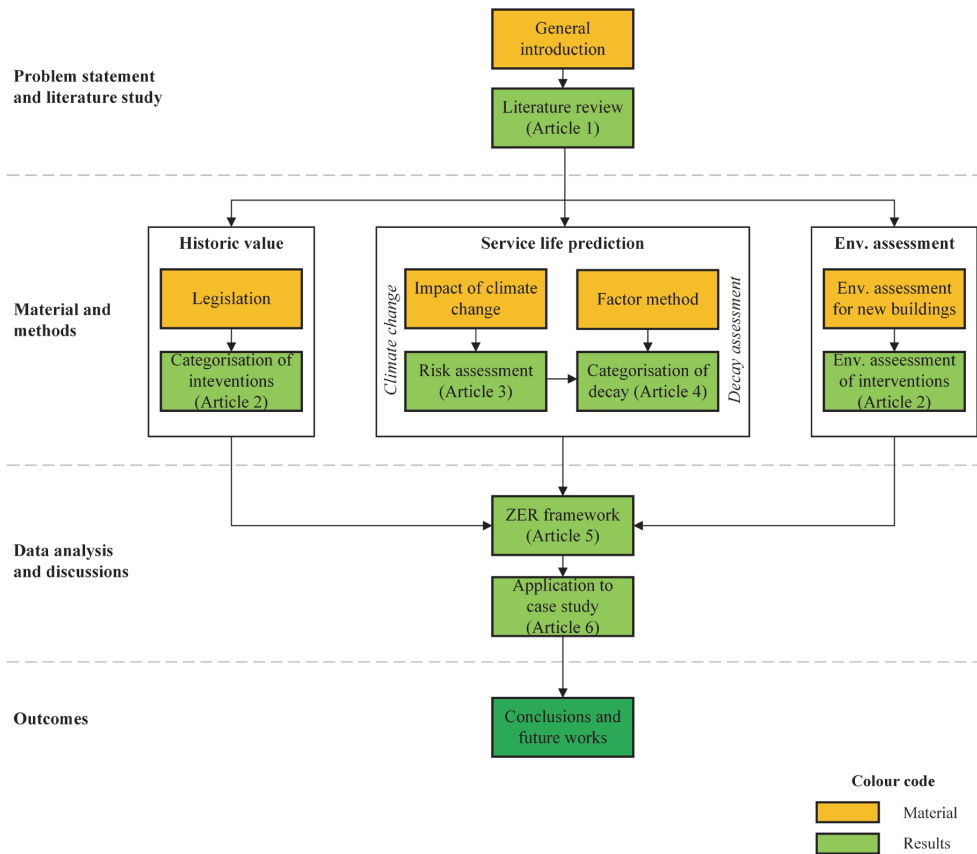 General
introduction
Problem statement
and literature study
Literature review
(Article 1)
Material and
methods
Historic value
Legislation
Categorisation of
inteventions
(Article 2)
Service life prediction
Climate change
Impact of climate
change
Risk assessment
(Article 3)
Factor method
Categorisation of
decay (Article 4)
Decay assessment
Env. assessment
Env. assessment
for new buildings
Env. asseesment
of interventions
(Article 2)
Data analysis
and discussions
ZER framework
(Article 5)
Application to
case study
(Article 6)
Outcomes
Conclusions and
future works
Colour code
Material
Results